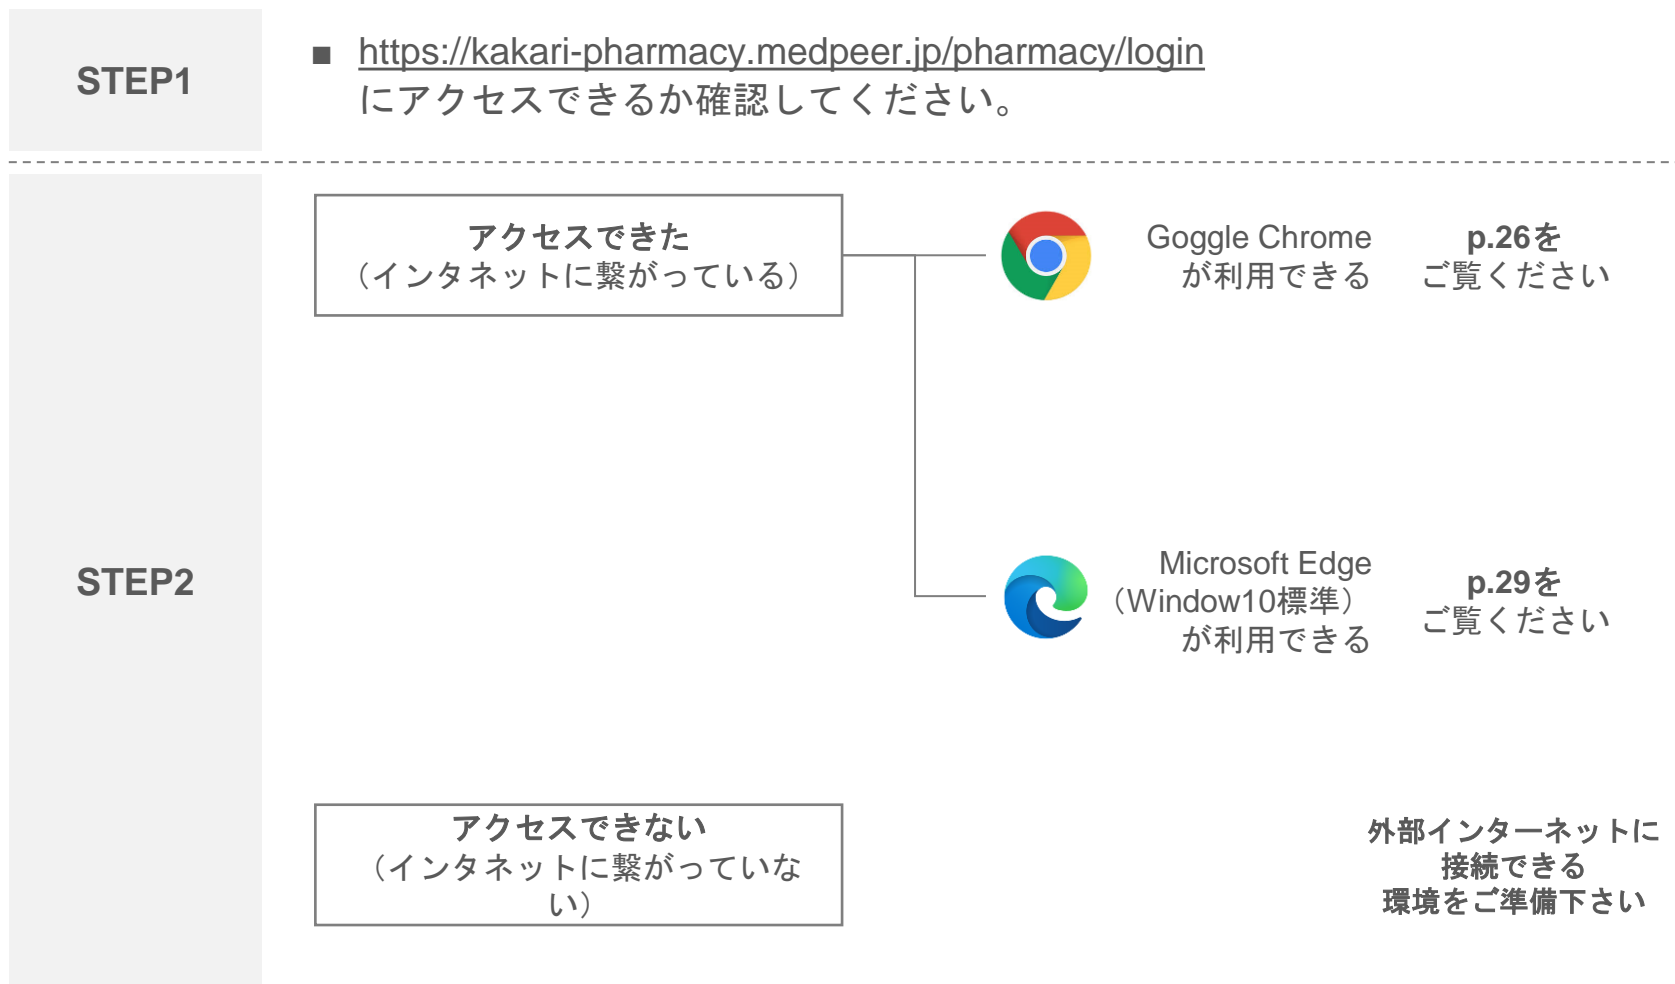 STEP1
■ https://kakari-pharmacy.medpeer.jp/pharmacy/login
にアクセスできるか確認してください。
STEP2
アクセスできた
（インタネットに繋がっている）
Goggle Chrome
が利用できる
p.26を
ご覧ください
Microsoft Edge
（Window10標準）
が利用できる
p.29を
ご覧ください
アクセスできない
（インタネットに繋がっていな
い）
外部インターネットに
接続できる
環境をご準備下さい